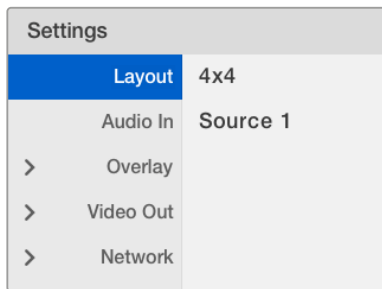 Settings
Layout 4x4
Audio In Source 1
Overlay
Video Out
Network